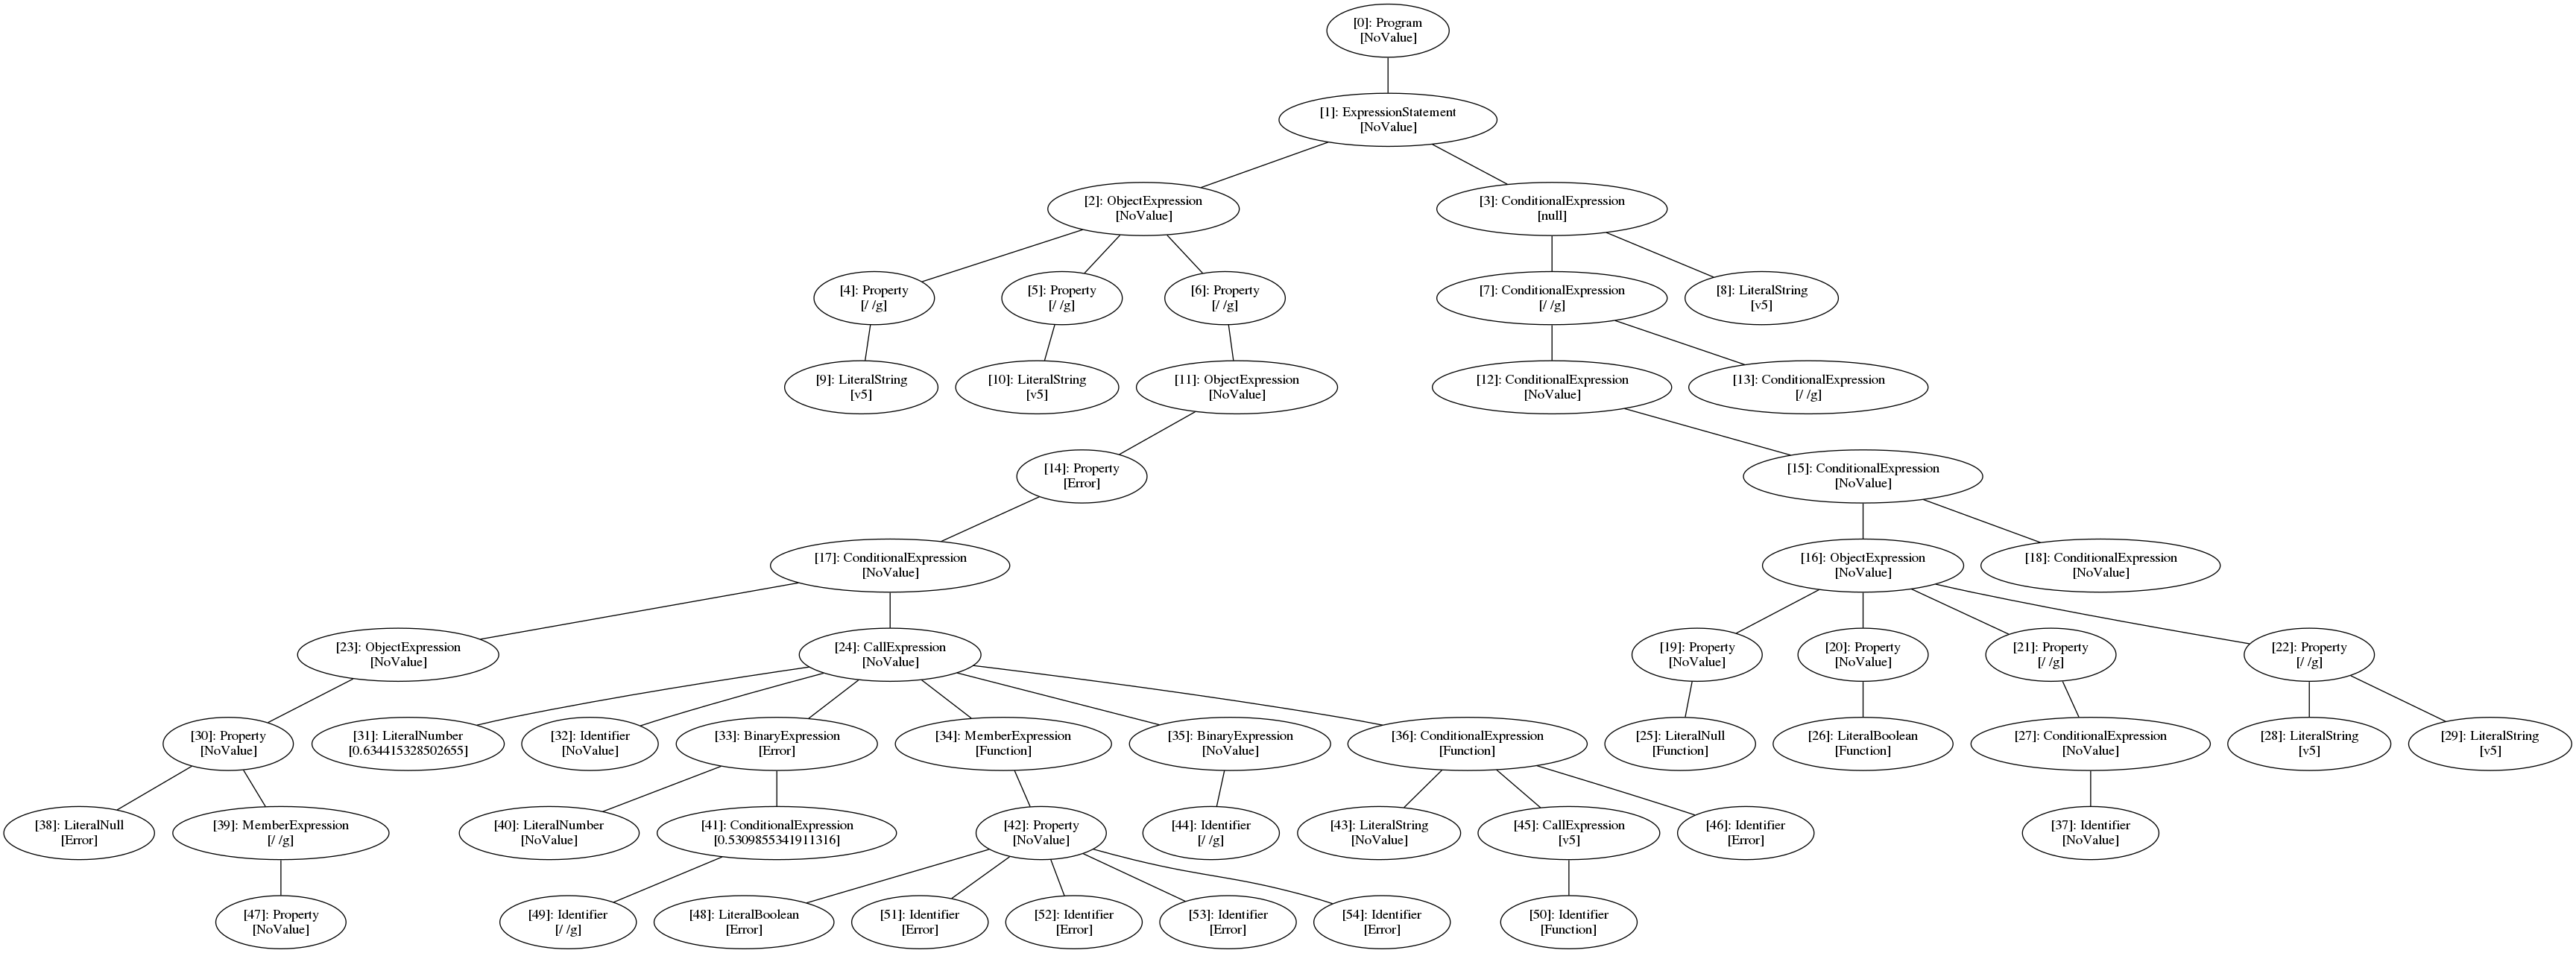 [0]: Program
[NoValue]
[1]: ExpressionStatement
[NoValue]
[2]: ObjectExpression
[NoValue]
[3]: ConditionalExpression
[null]
[4]: Property
[/ /g]
[5]: Property
[/ /g]
[6]: Property
[/ /g]
[7]: ConditionalExpression
[/ /g]
[8]: LiteralString
[v5]
[9]: LiteralString
[v5]
[10]: LiteralString
[v5]
[11]: ObjectExpression
[NoValue]
[12]: ConditionalExpression
[NoValue]
[13]: ConditionalExpression
[/ /g]
[14]: Property
[Error]
[15]: ConditionalExpression
[NoValue]
[17]: ConditionalExpression
[NoValue]
[16]: ObjectExpression
[NoValue]
[18]: ConditionalExpression
[NoValue]
[23]: ObjectExpression
[NoValue]
[24]: CallExpression
[NoValue]
[19]: Property
[NoValue]
[20]: Property
[NoValue]
[21]: Property
[/ /g]
[22]: Property
[/ /g]
[30]: Property
[NoValue]
[31]: LiteralNumber
[0.634415328502655]
[32]: Identifier
[NoValue]
[33]: BinaryExpression
[Error]
[34]: MemberExpression
[Function]
[35]: BinaryExpression
[NoValue]
[36]: ConditionalExpression
[Function]
[25]: LiteralNull
[Function]
[26]: LiteralBoolean
[Function]
[27]: ConditionalExpression
[NoValue]
[28]: LiteralString
[v5]
[29]: LiteralString
[v5]
[38]: LiteralNull
[Error]
[39]: MemberExpression
[/ /g]
[40]: LiteralNumber
[NoValue]
[41]: ConditionalExpression
[0.5309855341911316]
[42]: Property
[NoValue]
[44]: Identifier
[/ /g]
[43]: LiteralString
[NoValue]
[45]: CallExpression
[v5]
[46]: Identifier
[Error]
[37]: Identifier
[NoValue]
[47]: Property
[NoValue]
[49]: Identifier
[/ /g]
[48]: LiteralBoolean
[Error]
[51]: Identifier
[Error]
[52]: Identifier
[Error]
[53]: Identifier
[Error]
[54]: Identifier
[Error]
[50]: Identifier
[Function]